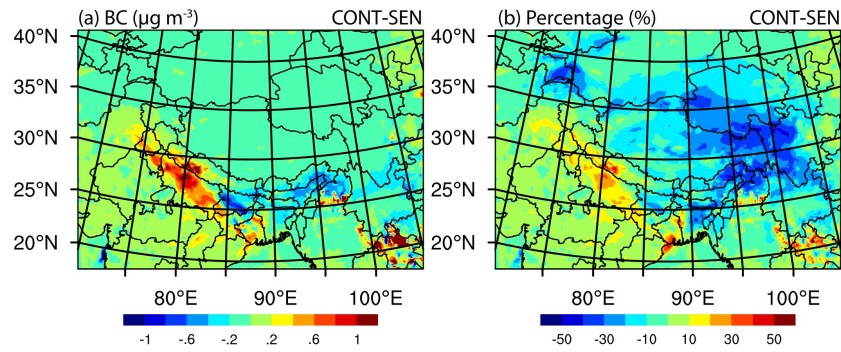 (a) BC (µg m⁻³) CONT-SEN (b) Percentage (%) CONT-SEN
40°N 40°N
35°N 35°N
30°N 30°N
25°N 25°N
20°N 20°N
80°E 90°E 100°E 80°E 90°E 100°E
-1 -.6 -.2 .2 .6 1 -50 -30 -10 10 30 50